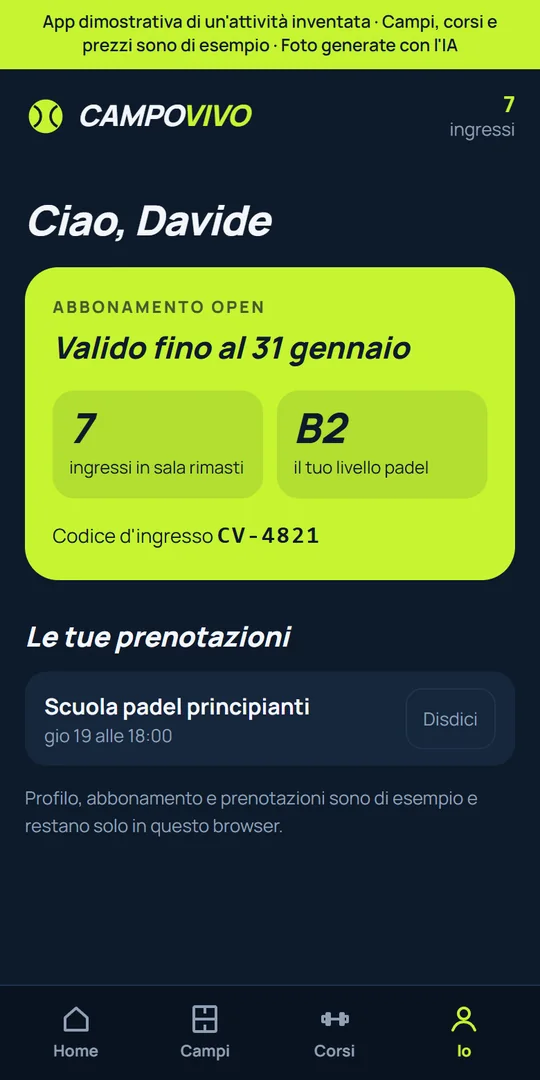 App dimostrativa di un'attività inventata · Campi, corsi e
prezzi sono di esempio · Foto generate con l'IA
CAMPOVIVO
7
ingressi
Ciao, Davide
ABBONAMENTO OPEN
Valido fino al 31 gennaio
7
ingressi in sala rimasti
B2
il tuo livello padel
Codice d'ingresso CV-4821
Le tue prenotazioni
Scuola padel principianti
gio 19 alle 18:00
Disdici
Profilo, abbonamento e prenotazioni sono di esempio e
restano solo in questo browser.
Home
Campi
Corsi
Io